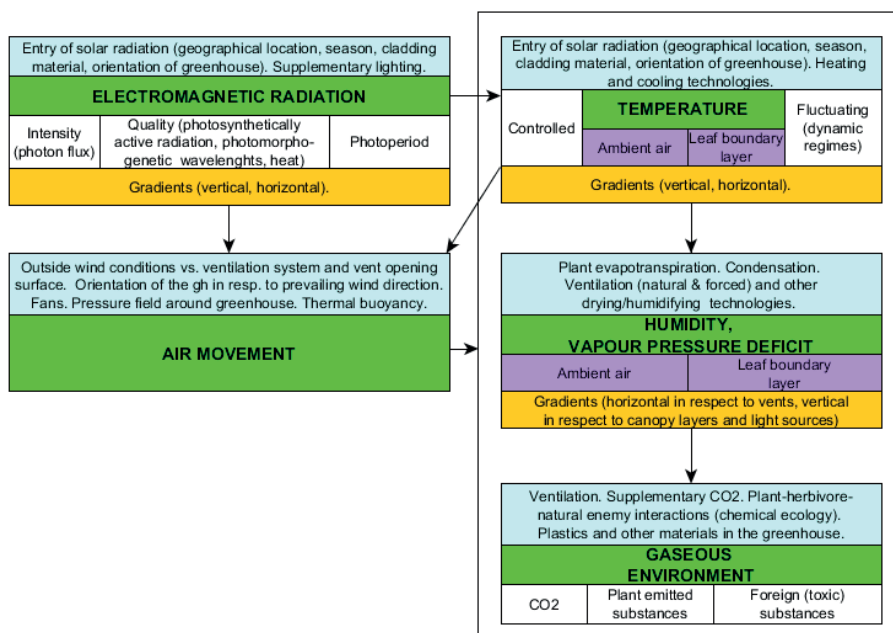 Entry of solar radiation (geographical location, season, cladding
material, orientation of greenhouse). Supplementary lighting.
ELECTROMAGNETIC RADIATION
Intensity
(photon flux)
Quality (photosynthetically
active radiation, photomorpho-
genetic wavelenghts, heat)
Photoperiod
Gradients (vertical, horizontal).
Entry of solar radiation (geographical location, season,
cladding material, orientation of greenhouse). Heating
and cooling technologies.
Controlled
TEMPERATURE
Ambient air
Leaf boundary
layer
Fluctuating
(dynamic
regimes)
Gradients (vertical, horizontal).
Outside wind conditions vs. ventilation system and vent opening
surface. Orientation of the gh in resp. to prevailing wind direction.
Fans. Pressure field around greenhouse. Thermal buoyancy.
AIR MOVEMENT
Plant evapotranspiration. Condensation.
Ventilation (natural & forced) and other
drying/humidifying technologies.
HUMIDITY,
VAPOUR PRESSURE DEFICIT
Ambient air
Leaf boundary
layer
Gradients (horizontal in respect to vents, vertical
in respect to canopy layers and light sources)
Ventilation. Supplementary CO2. Plant-herbivore-
natural enemy interactions (chemical ecology).
Plastics and other materials in the greenhouse.
GASEOUS
ENVIRONMENT
CO2
Plant emitted
substances
Foreign (toxic)
substances